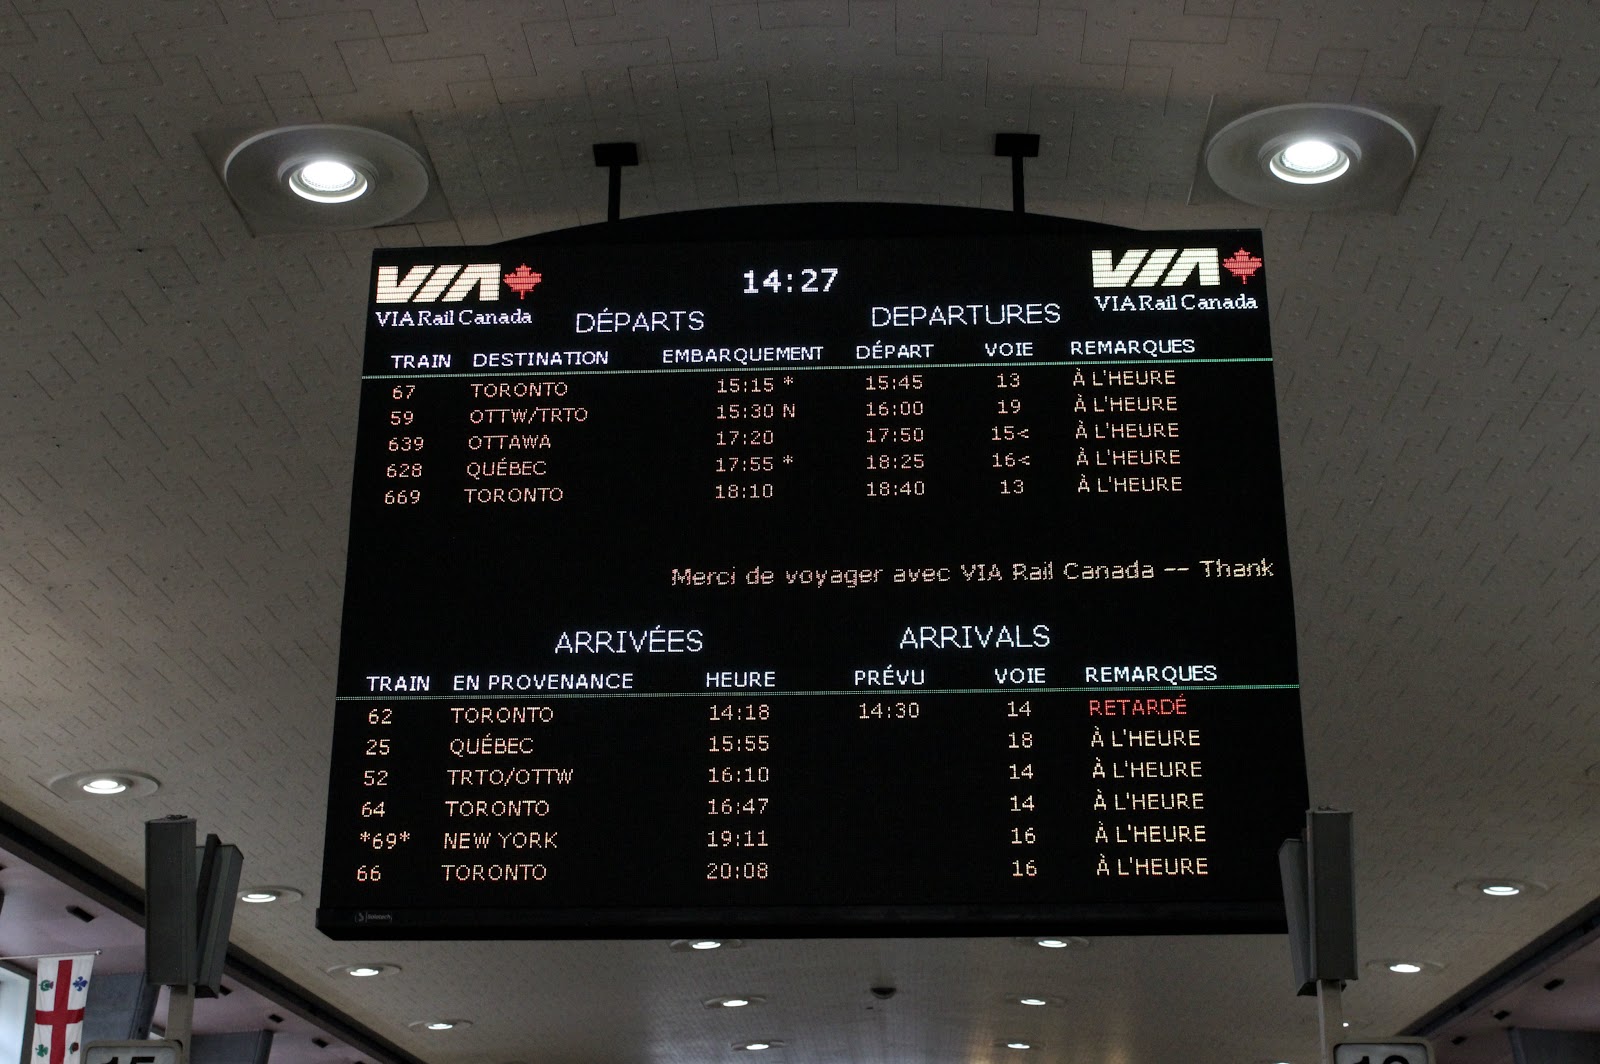 VIA VIA
14:27
VIA Rail Canada VIA Rail Canada
DÉPARTS DEPARTURES
TRAIN DESTINATION EMBARQUEMENT DÉPART VOIE REMARQUES
67 TORONTO 15:15 * 15:45 13 À L'HEURE
59 OTTW/TRTO 15:30 N 16:00 19 À L'HEURE
639 OTTAWA 17:20 17:50 15< À L'HEURE
628 QUÉBEC 17:55 * 18:25 16< À L'HEURE
669 TORONTO 18:10 18:40 13 À L'HEURE
Merci de voyager avec VIA Rail Canada -- Thank
ARRIVÉES ARRIVALS
TRAIN EN PROVENANCE HEURE PRÉVU VOIE REMARQUES
62 TORONTO 14:18 14:30 14 RETARDÉ
25 QUÉBEC 15:55 18 À L'HEURE
52 TRTO/OTTW 16:10 14 À L'HEURE
64 TORONTO 16:47 14 À L'HEURE
*69* NEW YORK 19:11 16 À L'HEURE
66 TORONTO 20:08 16 À L'HEURE